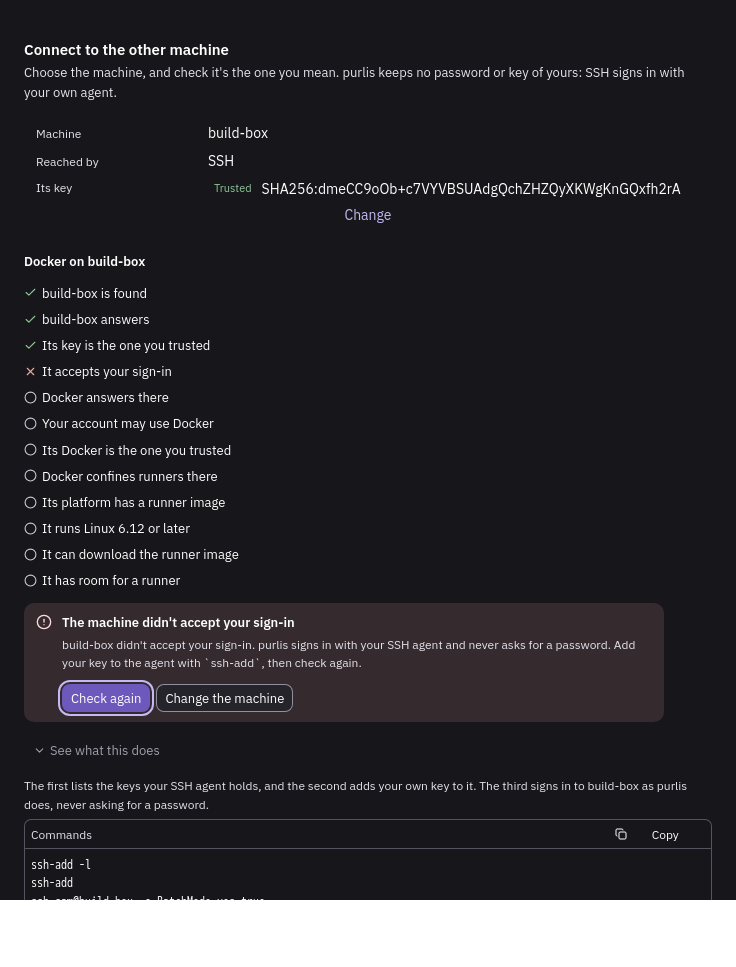 Connect to the other machine
Choose the machine, and check it's the one you mean. purlis keeps no password or key of yours: SSH signs in with
your own agent.
Machine build-box
Reached by SSH
Its key Trusted SHA256:dmeCC9oOb+c7VYVBSUAdgQchZHZQyXKWgKnGQxfh2rA
Change
Docker on build-box
build-box is found
build-box answers
Its key is the one you trusted
It accepts your sign-in
Docker answers there
Your account may use Docker
Its Docker is the one you trusted
Docker confines runners there
Its platform has a runner image
It runs Linux 6.12 or later
It can download the runner image
It has room for a runner
The machine didn't accept your sign-in
build-box didn't accept your sign-in. purlis signs in with your SSH agent and never asks for a password. Add
your key to the agent with `ssh-add`, then check again.
Check again Change the machine
See what this does
The first lists the keys your SSH agent holds, and the second adds your own key to it. The third signs in to build-box as purlis
does, never asking for a password.
Commands Copy
ssh-add -l
ssh-add